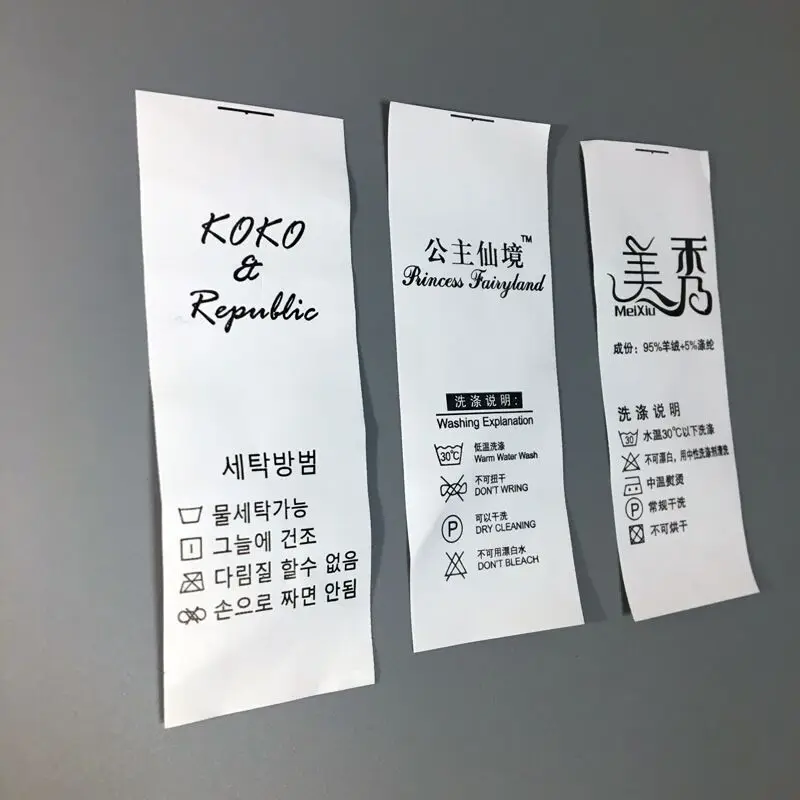 KOKO
&
Republic
세탁방범
물세탁가능
그늘에 건조
다림질 할수 없음
손으로 짜면 안됨
公主仙境™
Princess Fairyland
洗涤说明:
Washing Explanation
30℃
低温洗涤
Warm Water Wash
不可扭干
DON'T WRING
P
可以干洗
DRY CLEANING
不可用漂白水
DON'T BLEACH
美秀
MeiXiu
成份：95%羊绒+5%涤纶
洗涤说明
30 水温30℃以下洗涤
不可漂白，用中性洗涤剂清洗
中温熨烫
P 常规干洗
不可烘干